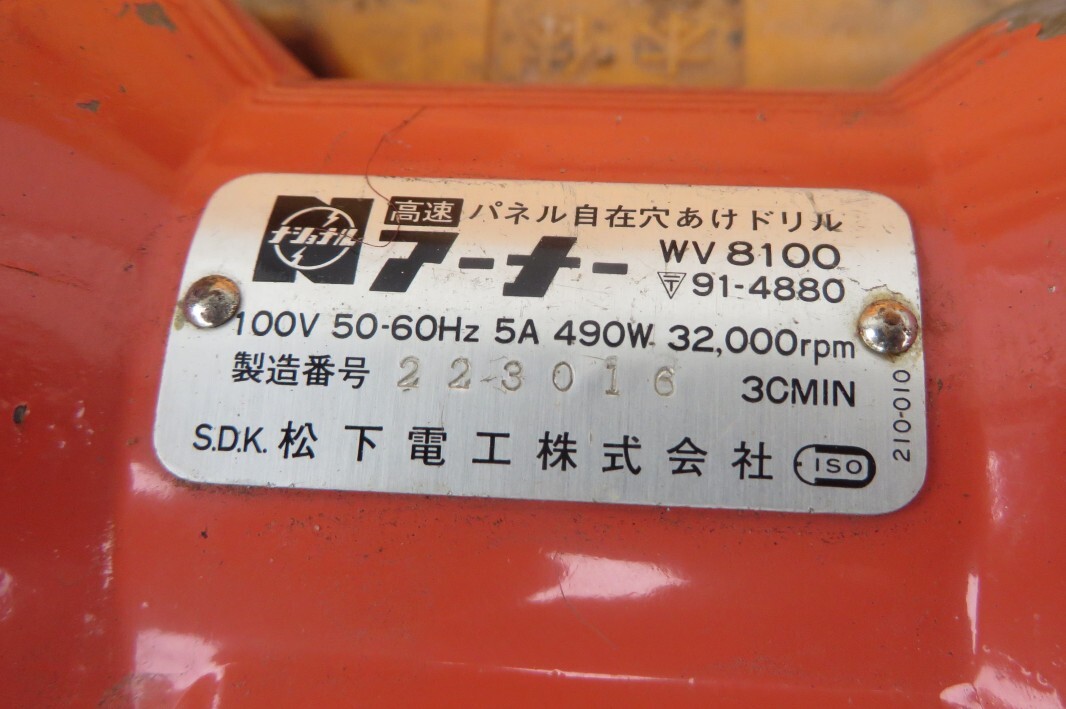 ナショナル
高速 パネル自在穴あけドリル
アーナー WV 8100
〒 91-4880
100V 50-60Hz 5A 490W 32,000rpm
製造番号 223016 3CMIN
S.D.K. 松下電工株式会社 ISO
210-010